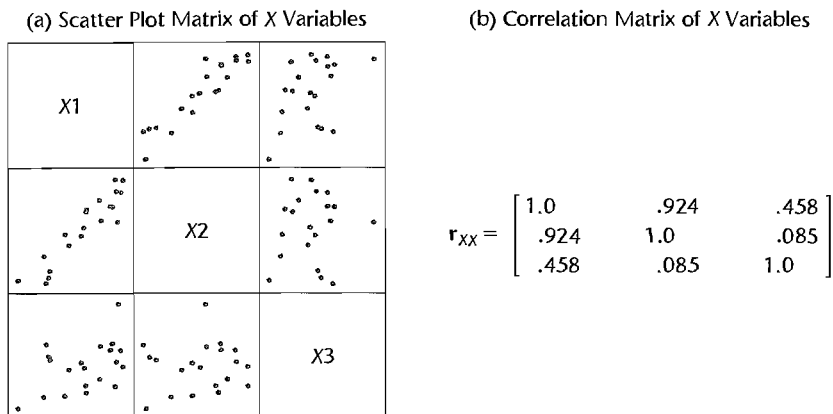 (a) Scatter Plot Matrix of X Variables
(b) Correlation Matrix of X Variables
X1
X2
X3
r_XX =
1.0 .924 .458
.924 1.0 .085
.458 .085 1.0